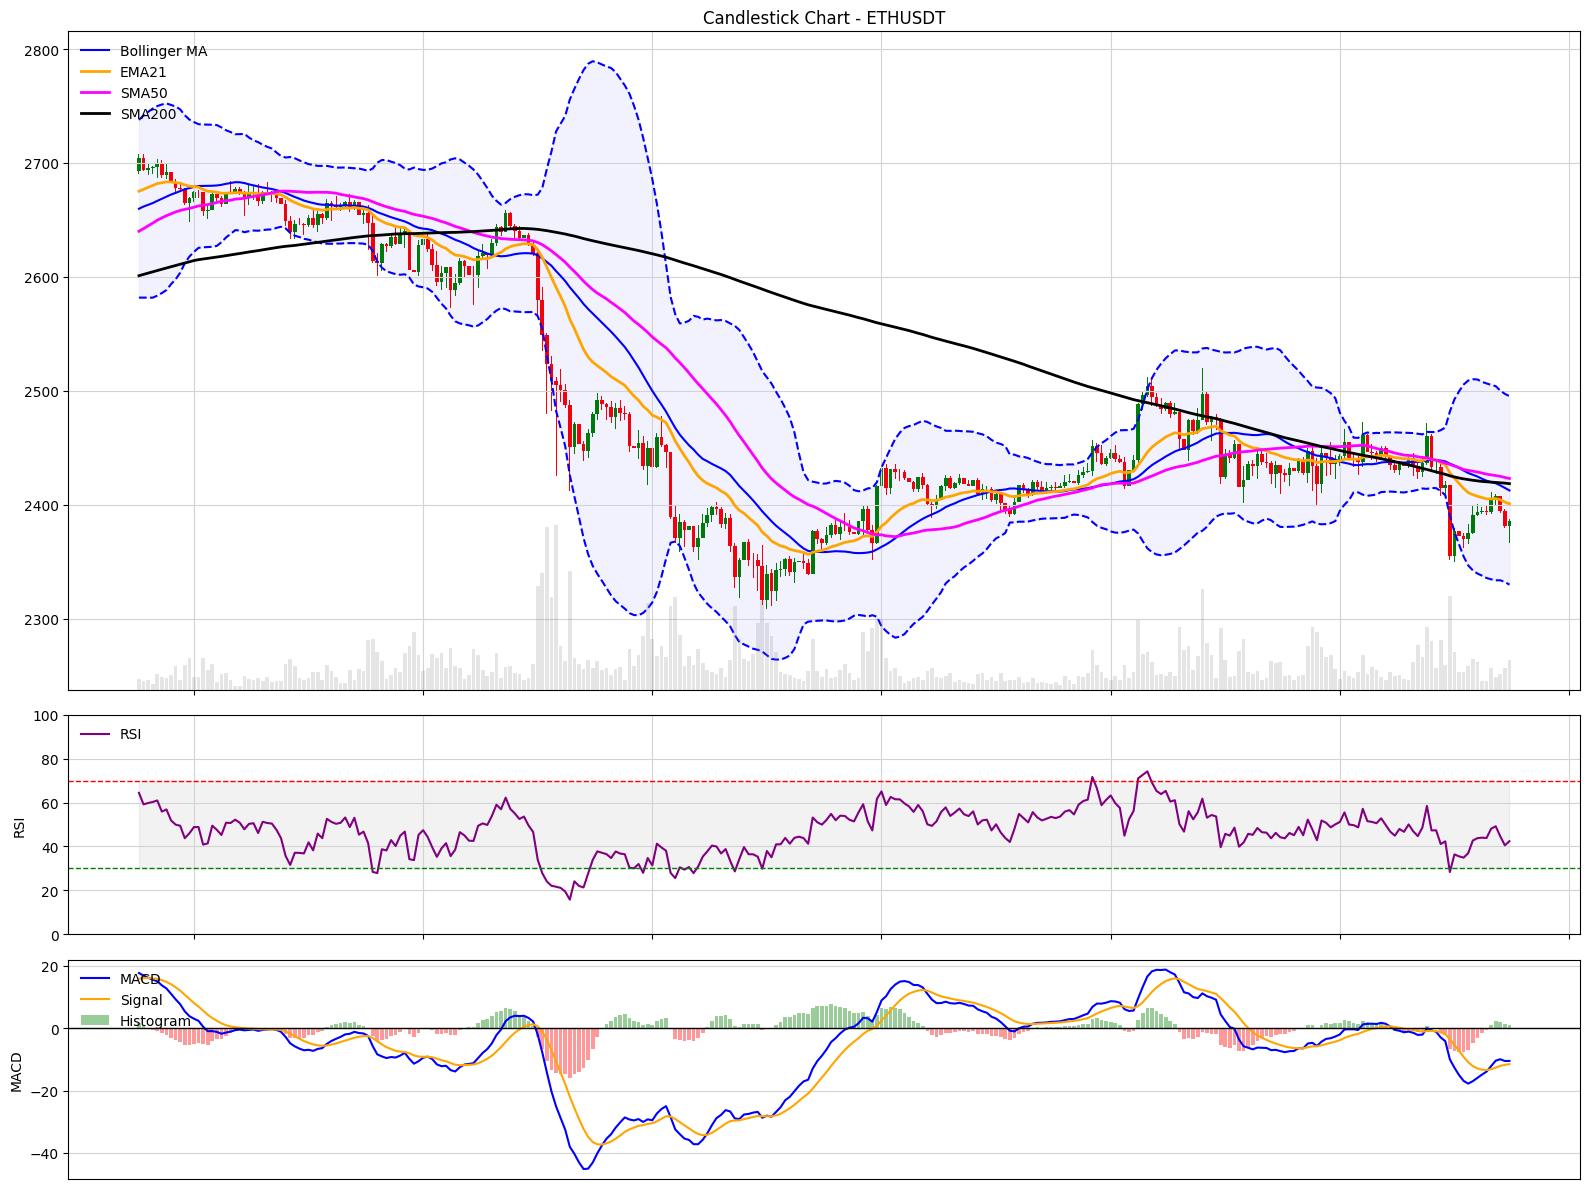 Candlestick Chart - ETHUSDT
Bollinger MA
EMA21
SMA50
SMA200
2800
2700
2600
2500
2400
2300
RSI
RSI
100
80
60
40
20
0
MACD
Signal
Histogram
MACD
20
0
−20
−40